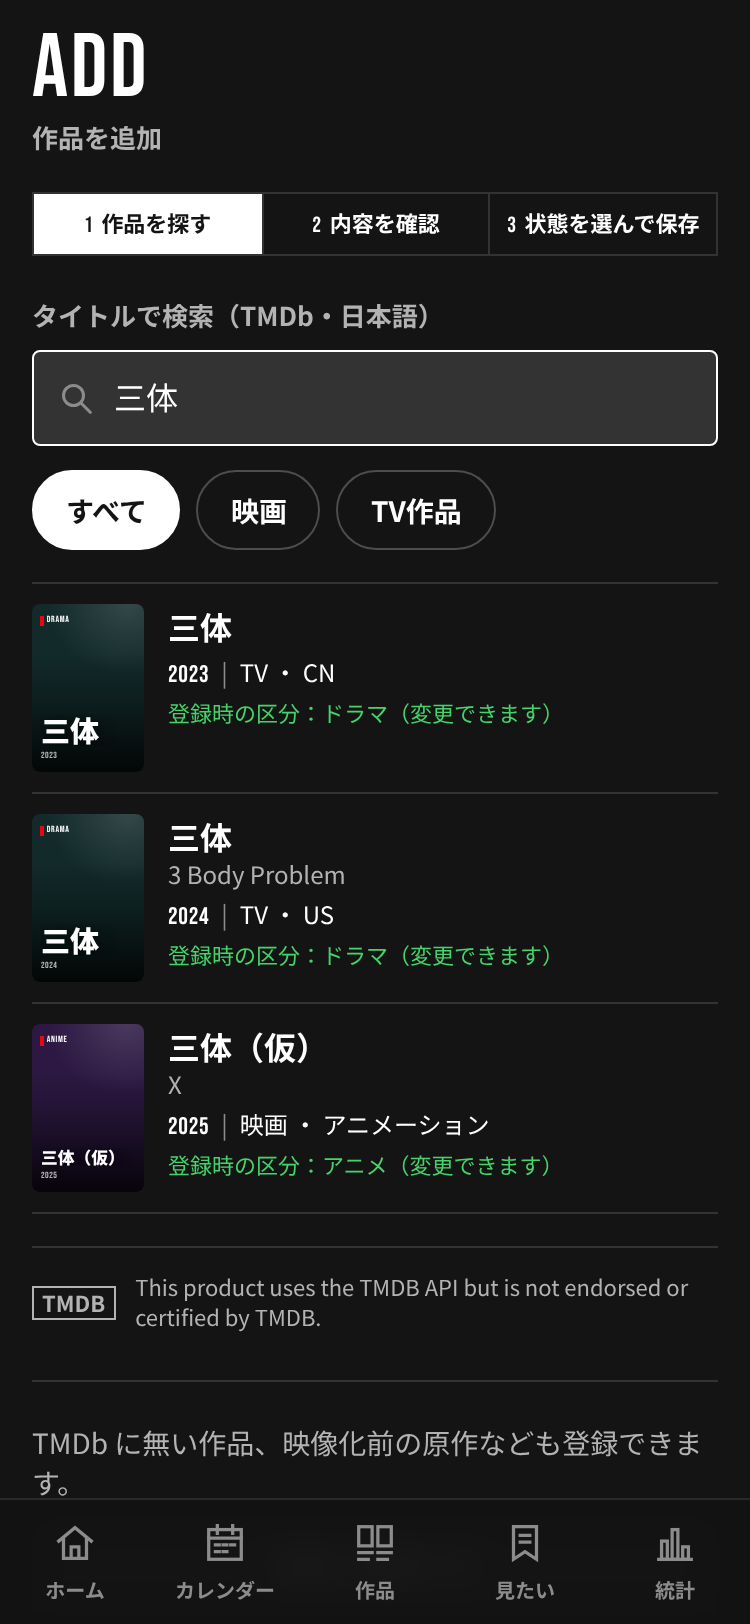 ADD
作品を追加
1 作品を探す
2 内容を確認
3 状態を選んで保存
タイトルで検索（TMDb・日本語）
三体
すべて
映画
TV作品
DRAMA
三体
2023
三体
2023 | TV ・ CN
登録時の区分：ドラマ（変更できます）
DRAMA
三体
2024
三体
3 Body Problem
2024 | TV ・ US
登録時の区分：ドラマ（変更できます）
ANIME
三体（仮）
2025
三体（仮）
X
2025 | 映画 ・ アニメーション
登録時の区分：アニメ（変更できます）
TMDB
This product uses the TMDB API but is not endorsed or
certified by TMDB.
TMDb に無い作品、映像化前の原作なども登録できま
す。
ホーム
カレンダー
作品
見たい
統計